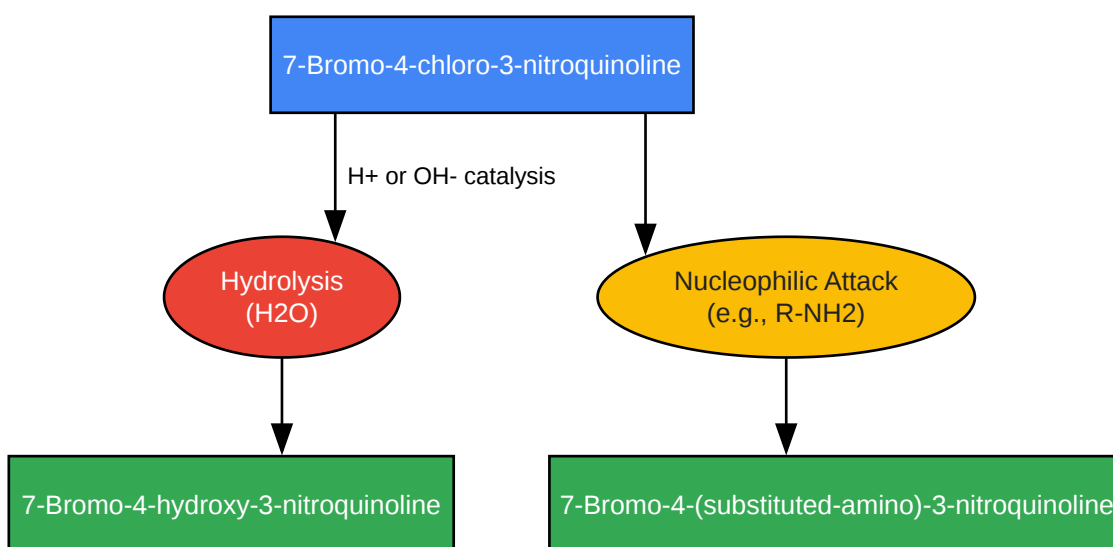 7-Bromo-4-chloro-3-nitroquinoline
H+ or OH- catalysis
Hydrolysis
(H2O)
Nucleophilic Attack
(e.g., R-NH2)
7-Bromo-4-hydroxy-3-nitroquinoline
7-Bromo-4-(substituted-amino)-3-nitroquinoline